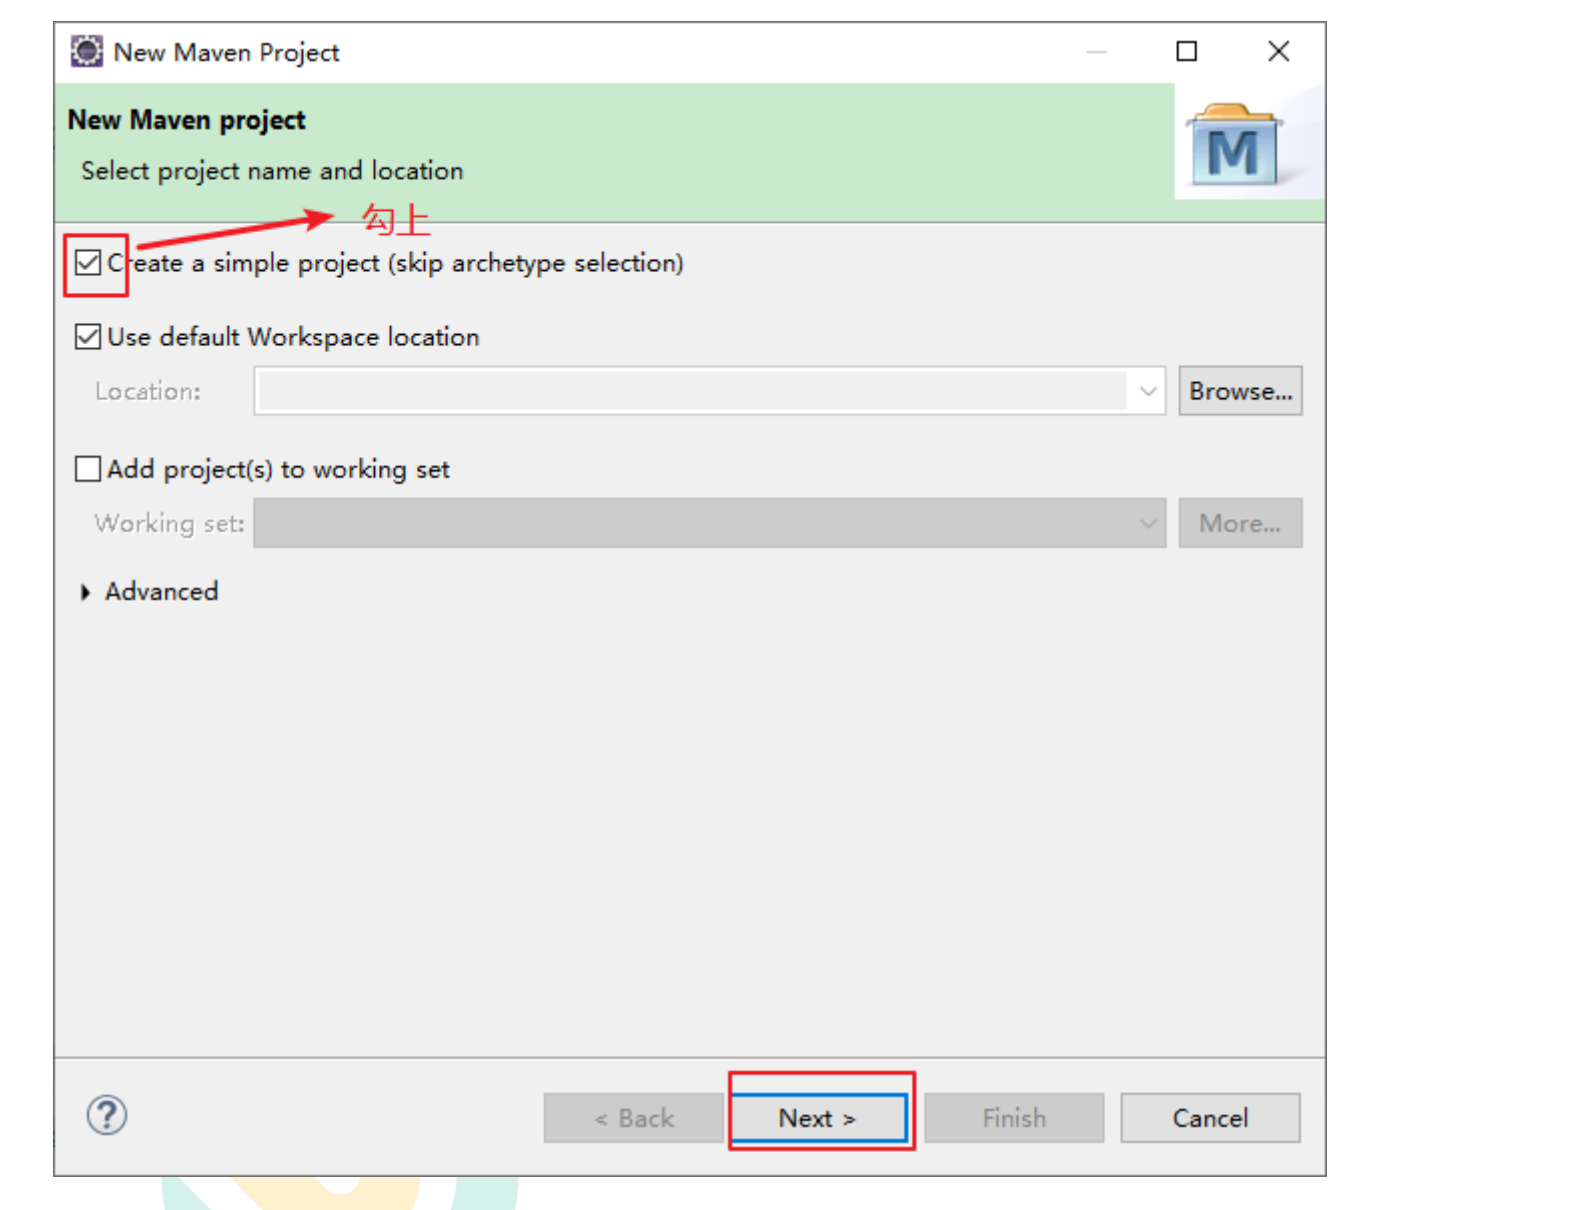 New Maven Project
New Maven project
Select project name and location
M
勾上
Create a simple project (skip archetype selection)
Use default Workspace location
Location:
Browse...
Add project(s) to working set
Working set:
More...
Advanced
?
< Back
Next >
Finish
Cancel